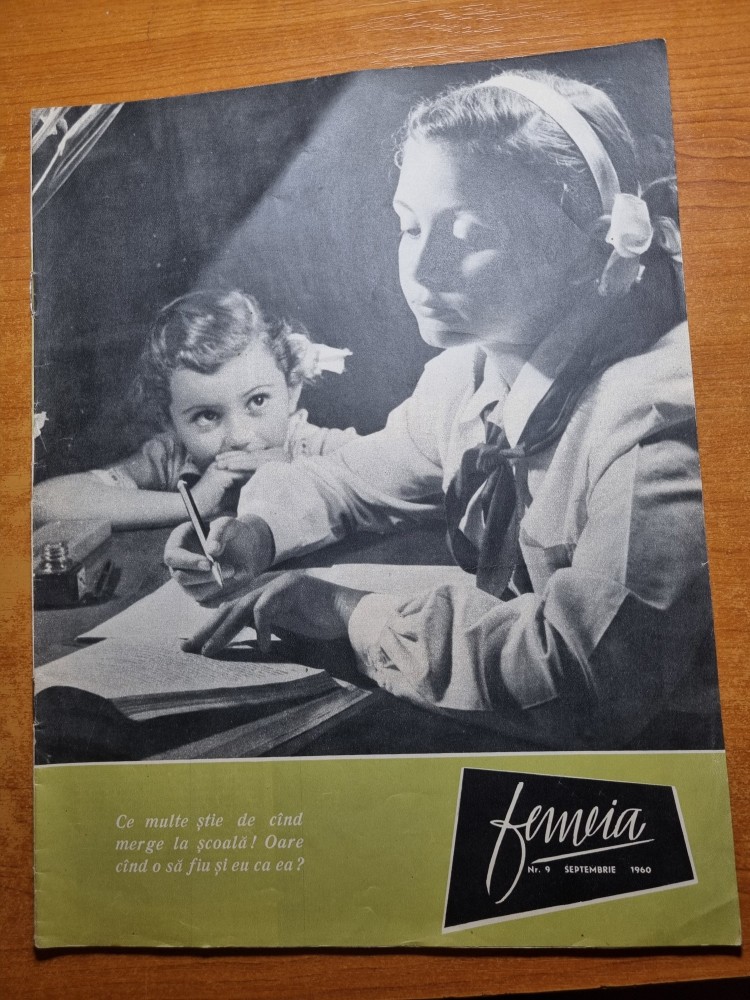 Ce multe știe de cînd
merge la școală! Oare
cînd o să fiu și eu ca ea?
femeia
Nr. 9 SEPTEMBRIE 1960